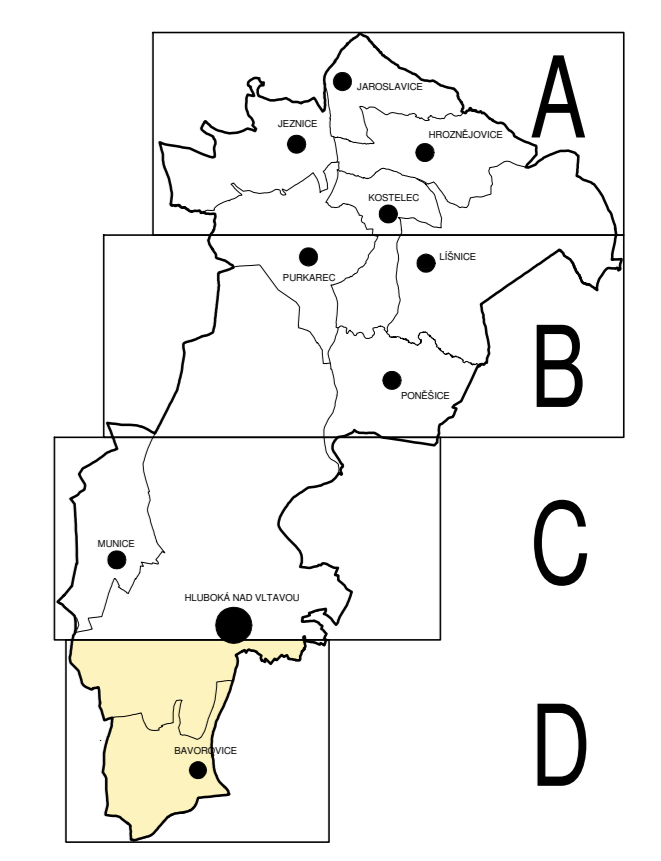 A
JAROSLAVICE
JEZNICE
HROZNĚJOVICE
KOSTELEC
LÍŠNICE
PURKAREC
B
PONĚŠICE
C
MUNICE
HLUBOKÁ NAD VLTAVOU
D
BAVOROVICE